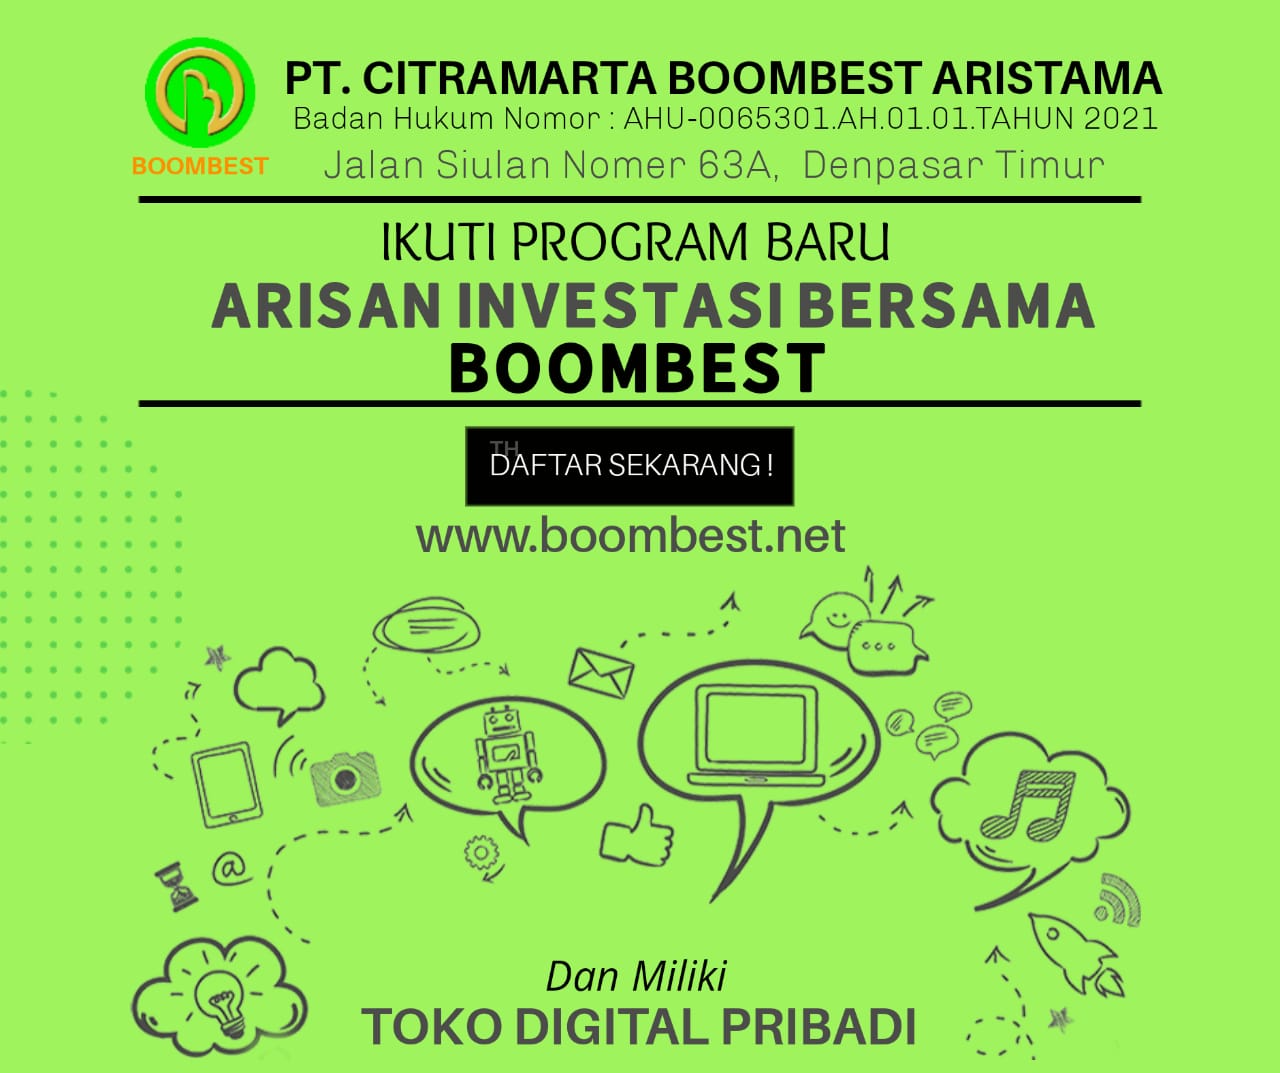 PT. CITRAMARTA BOOMBEST ARISTAMA
Badan Hukum Nomor : AHU-0065301.AH.01.01.TAHUN 2021
BOOMBEST
Jalan Siulan Nomer 63A, Denpasar Timur
IKUTI PROGRAM BARU
ARISAN INVESTASI BERSAMA
BOOMBEST
TH
DAFTAR SEKARANG !
www.boombest.net
@
Dan Miliki
TOKO DIGITAL PRIBADI